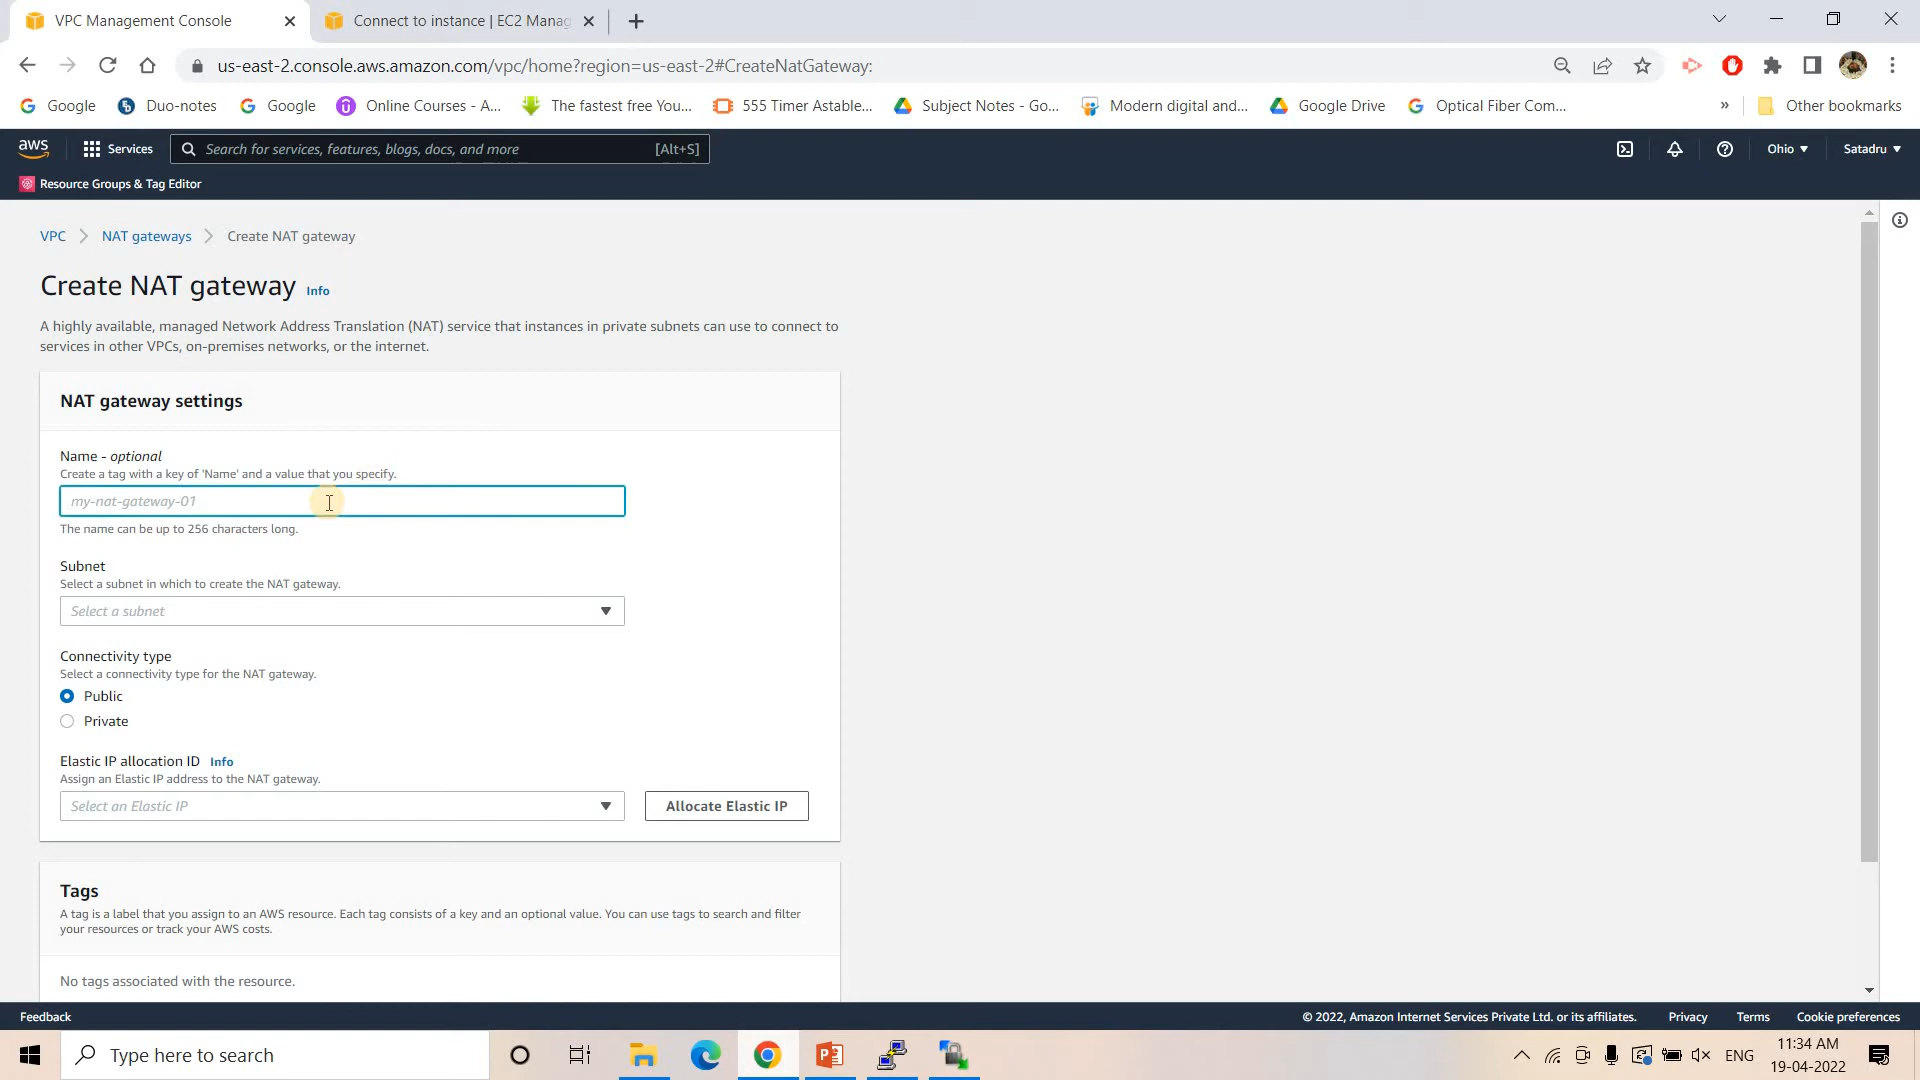 VPC Management Console
Connect to instance | EC2 Manag
us-east-2.console.aws.amazon.com/vpc/home?region=us-east-2#CreateNatGateway:
Google
Duo-notes
Google
Online Courses - A...
The fastest free You...
555 Timer Astable...
Subject Notes - Go...
Modern digital and...
Google Drive
Optical Fiber Com...
»
Other bookmarks
aws
Services
Search for services, features, blogs, docs, and more
[Alt+S]
Ohio
Satadru
Resource Groups & Tag Editor
VPC
NAT gateways
Create NAT gateway
Create NAT gateway Info
A highly available, managed Network Address Translation (NAT) service that instances in private subnets can use to connect to
services in other VPCs, on-premises networks, or the internet.
NAT gateway settings
Name - optional
Create a tag with a key of 'Name' and a value that you specify.
my-nat-gateway-01
The name can be up to 256 characters long.
Subnet
Select a subnet in which to create the NAT gateway.
Select a subnet
Connectivity type
Select a connectivity type for the NAT gateway.
Public
Private
Elastic IP allocation ID Info
Assign an Elastic IP address to the NAT gateway.
Select an Elastic IP
Allocate Elastic IP
Tags
A tag is a label that you assign to an AWS resource. Each tag consists of a key and an optional value. You can use tags to search and filter
your resources or track your AWS costs.
No tags associated with the resource.
Feedback
© 2022, Amazon Internet Services Private Ltd. or its affiliates.
Privacy
Terms
Cookie preferences
Type here to search
ENG
11:34 AM
19-04-2022